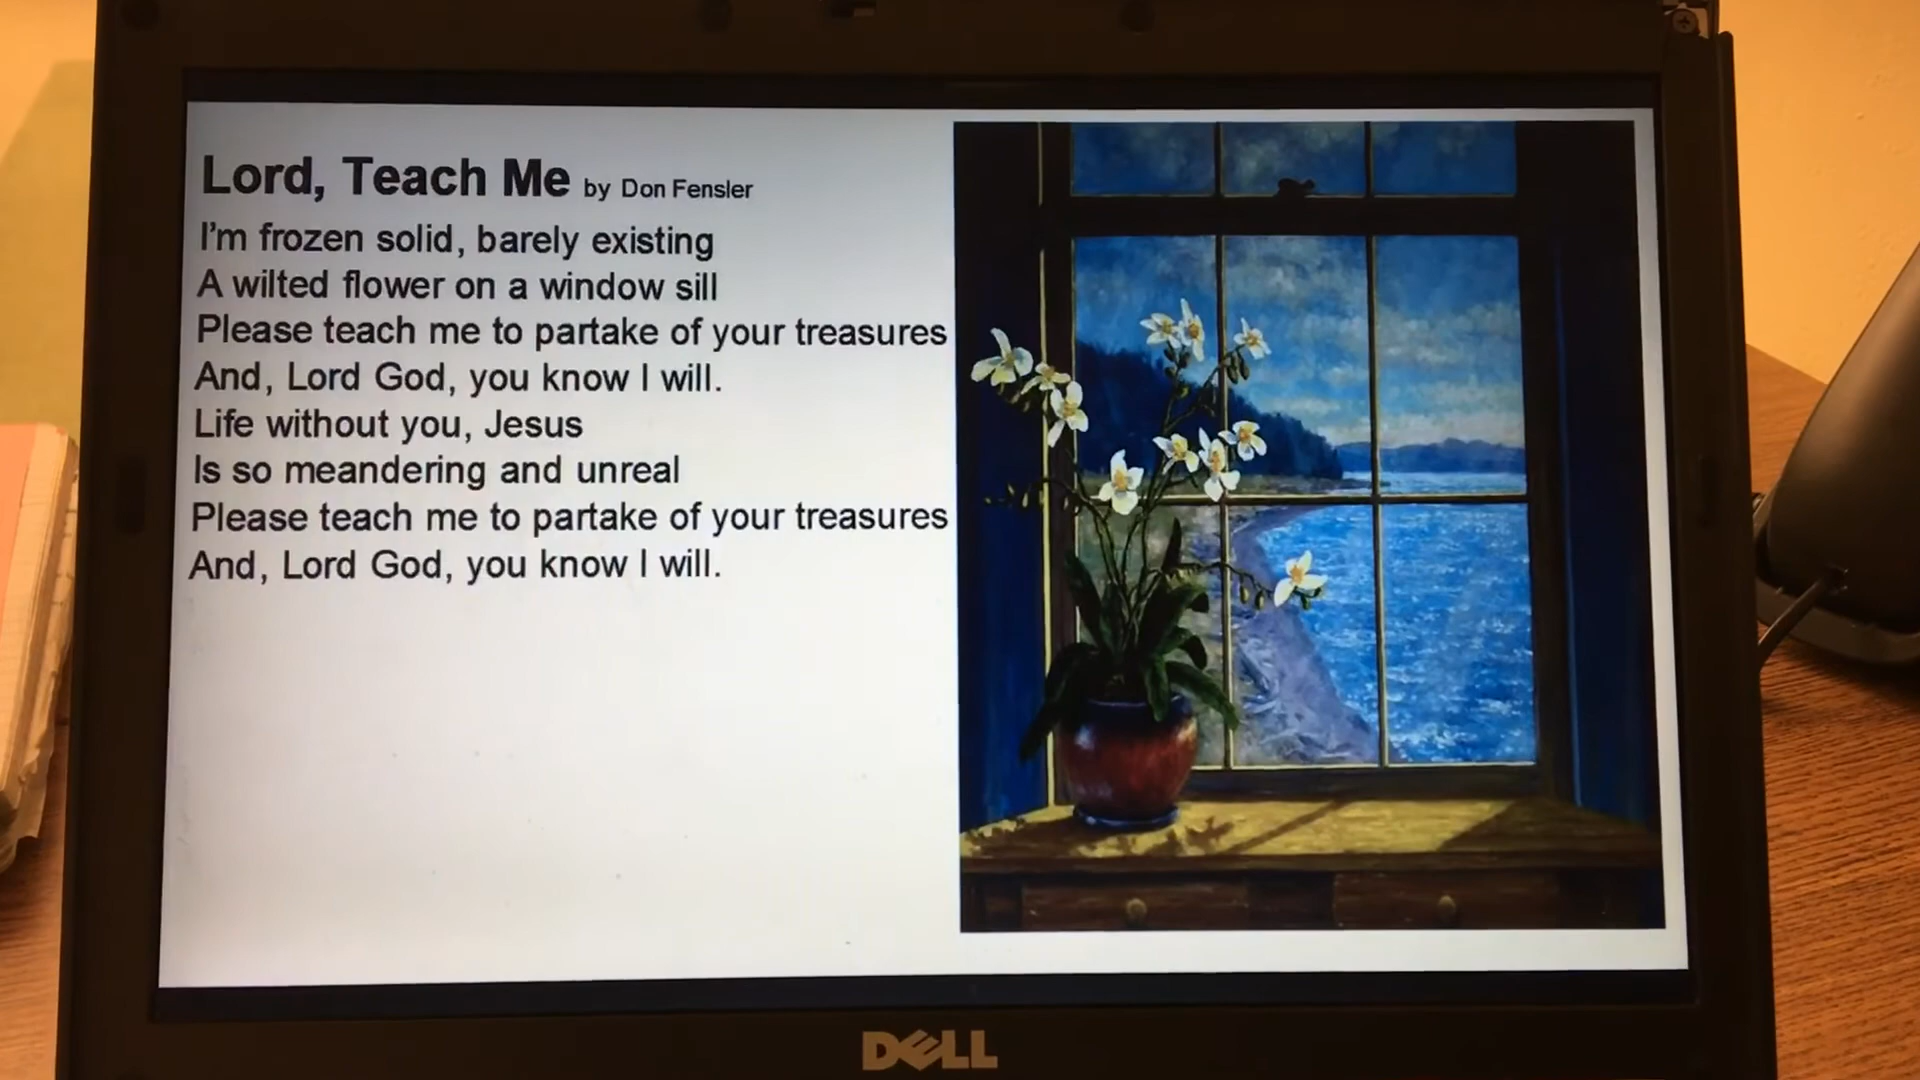 Lord, Teach Me by Don Fensler
I'm frozen solid, barely existing
A wilted flower on a window sill
Please teach me to partake of your treasures
And, Lord God, you know I will.
Life without you, Jesus
Is so meandering and unreal
Please teach me to partake of your treasures
And, Lord God, you know I will.
DELL